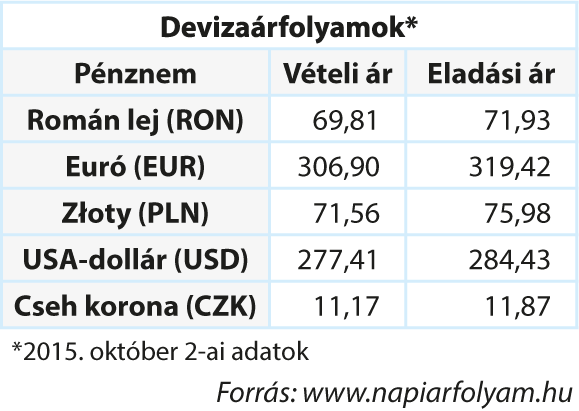 Devizaárfolyamok*
Pénznem Vételi ár Eladási ár
Román lej (RON) 69,81 71,93
Euró (EUR) 306,90 319,42
Złoty (PLN) 71,56 75,98
USA-dollár (USD) 277,41 284,43
Cseh korona (CZK) 11,17 11,87
*2015. október 2-ai adatok
Forrás: www.napiarfolyam.hu